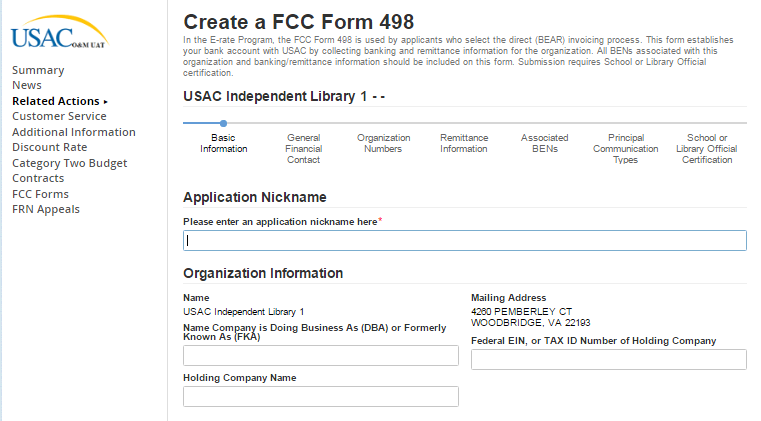 USAC O&M UAT
Summary
News
Related Actions ▸
Customer Service
Additional Information
Discount Rate
Category Two Budget
Contracts
FCC Forms
FRN Appeals
Create a FCC Form 498
In the E-rate Program, the FCC Form 498 is used by applicants who select the direct (BEAR) invoicing process. This form establishes
your bank account with USAC by collecting banking and remittance information for the organization. All BENs associated with this
organization and banking/remittance information should be included on this form. Submission requires School or Library Official
certification.
USAC Independent Library 1 - -
Basic
Information
General
Financial
Contact
Organization
Numbers
Remittance
Information
Associated
BENs
Principal
Communication
Types
School or
Library Official
Certification
Application Nickname
Please enter an application nickname here*
Organization Information
Name
USAC Independent Library 1
Name Company is Doing Business As (DBA) or Formerly
Known As (FKA)
Holding Company Name
Mailing Address
4260 PEMBERLEY CT
WOODBRIDGE, VA 22193
Federal EIN, or TAX ID Number of Holding Company